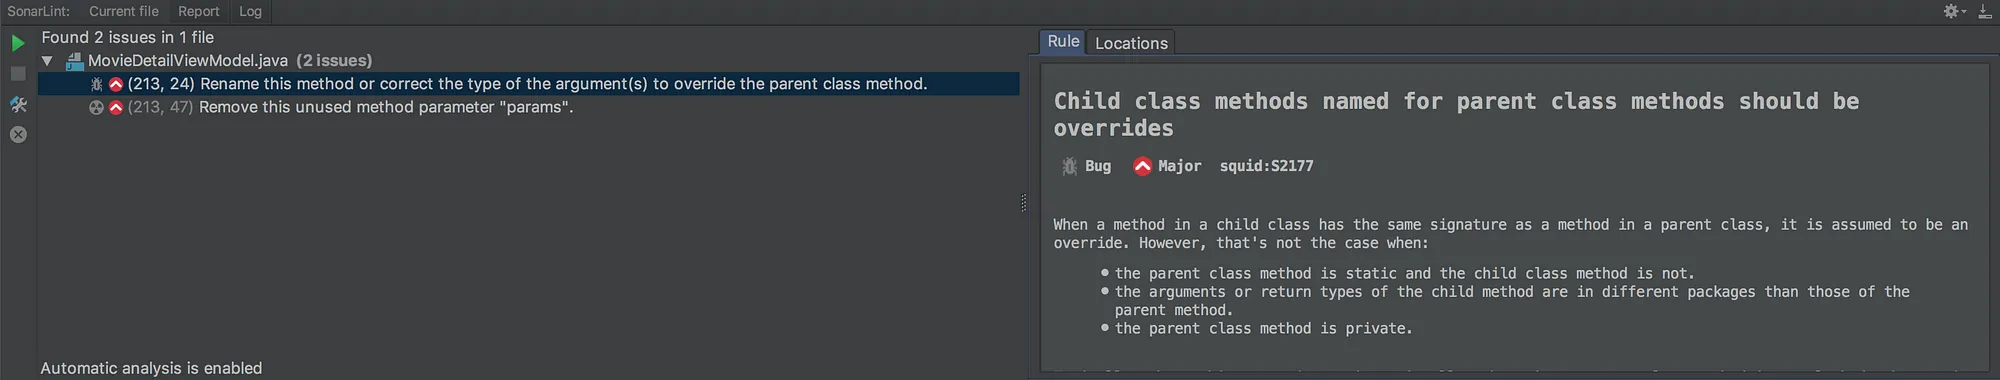 SonarLint: Current file Report Log
Found 2 issues in 1 file
MovieDetailViewModel.java (2 issues)
(213, 24) Rename this method or correct the type of the argument(s) to override the parent class method.
(213, 47) Remove this unused method parameter "params".
Automatic analysis is enabled
Rule Locations
Child class methods named for parent class methods should be
overrides
Bug Major squid:S2177
When a method in a child class has the same signature as a method in a parent class, it is assumed to be an
override. However, that's not the case when:
• the parent class method is static and the child class method is not.
• the arguments or return types of the child method are in different packages than those of the
parent method.
• the parent class method is private.